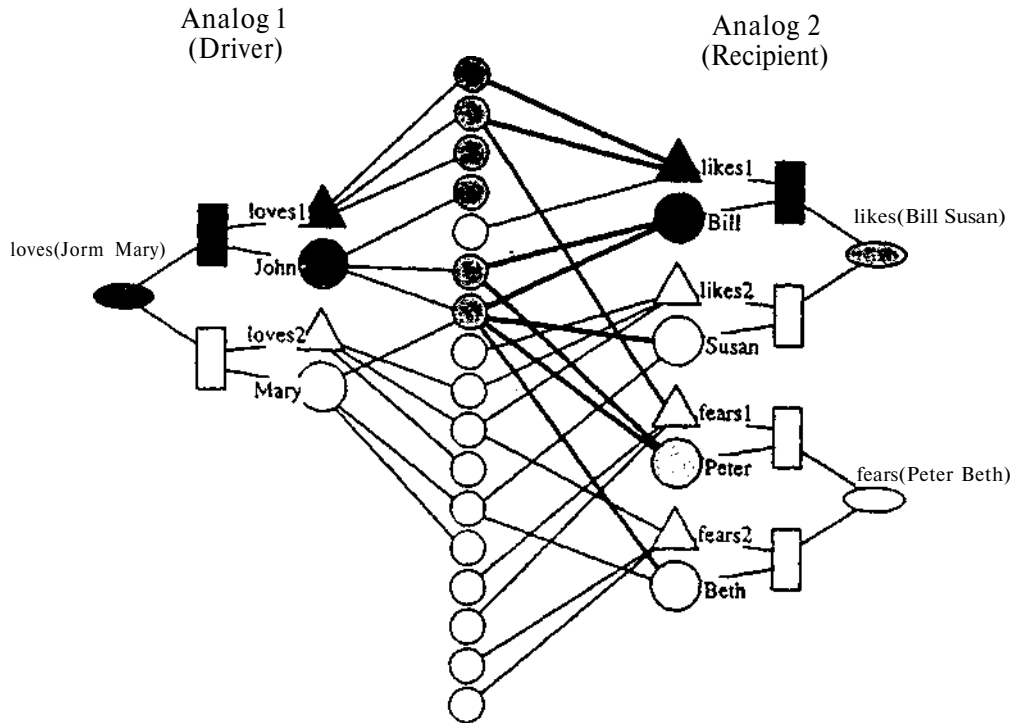 Analog 1
(Driver)
Analog 2
(Recipient)
loves1
likes1
loves(Jorm Mary)
John
Bill
likes(Bill Susan)
loves2
likes2
Mary
Susan
fears1
Peter
fears(Peter Beth)
fears2
Beth